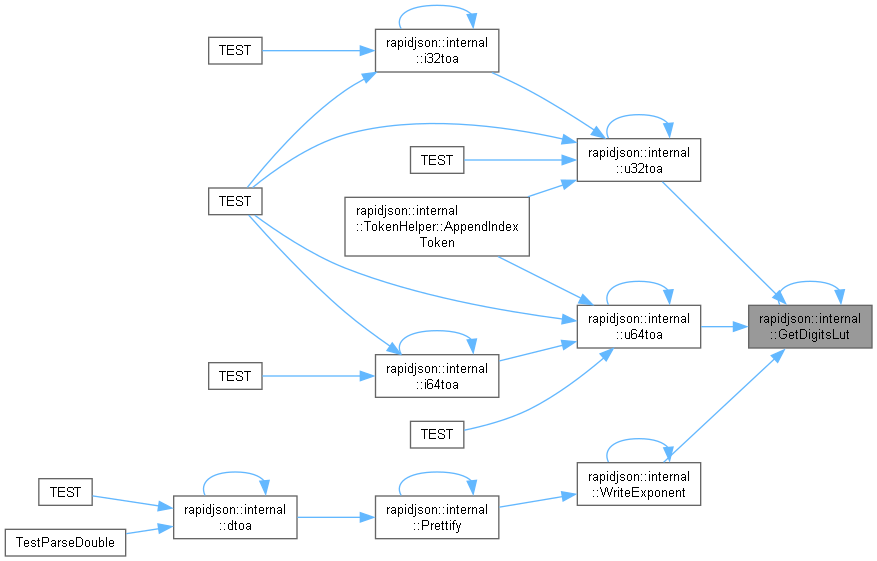 TEST
rapidjson::internal
::i32toa
rapidjson::internal
::u32toa
TEST
TEST
rapidjson::internal
::TokenHelper::AppendIndex
Token
rapidjson::internal
::u64toa
rapidjson::internal
::GetDigitsLut
TEST
rapidjson::internal
::i64toa
TEST
rapidjson::internal
::WriteExponent
TEST
rapidjson::internal
::dtoa
rapidjson::internal
::Prettify
TestParseDouble